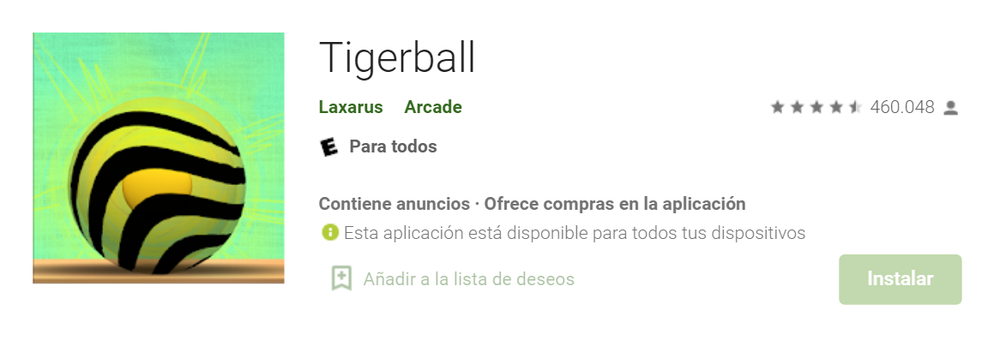 Tigerball
Laxarus Arcade 460.048
E Para todos
Contiene anuncios · Ofrece compras en la aplicación
Esta aplicación está disponible para todos tus dispositivos
Añadir a la lista de deseos Instalar